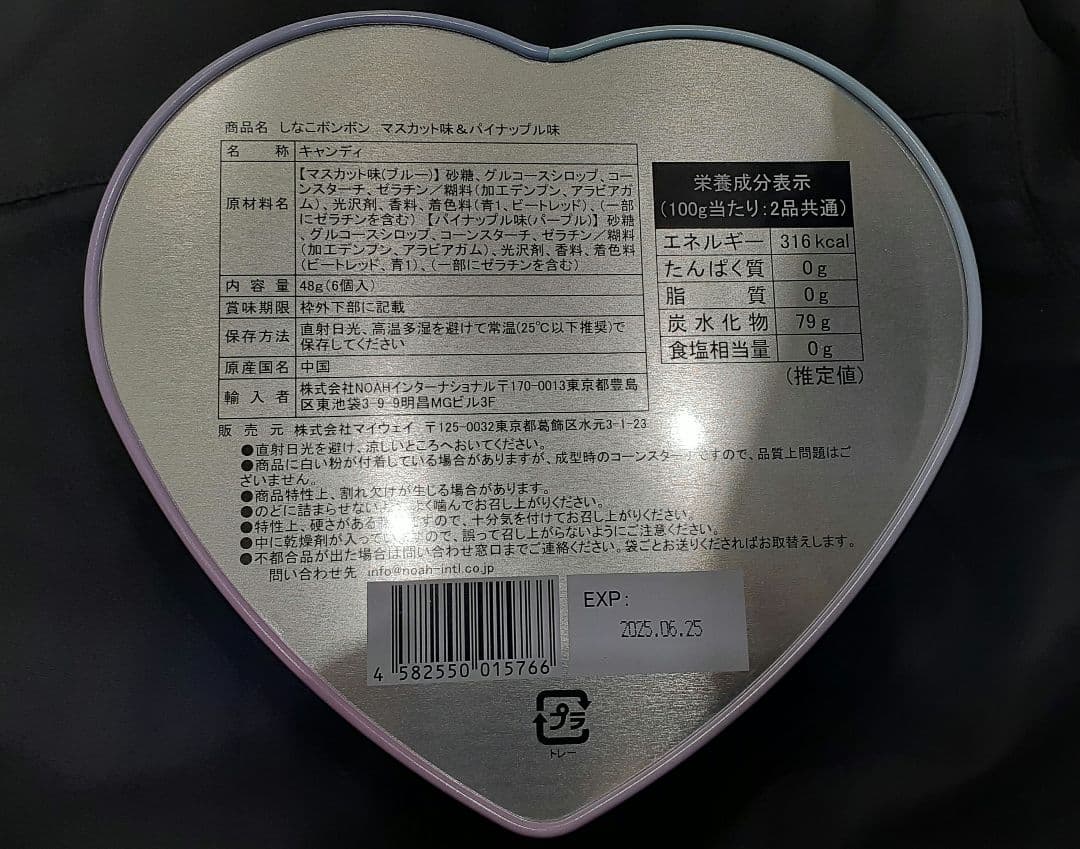 商品名 しなこボンボン マスカット味&パイナップル味
名称 キャンディ
原材料名 【マスカット味(ブルー)】砂糖、グルコースシロップ、コー
ンスターチ、ゼラチン/糊料(加工デンプン、アラビアガ
ム)、光沢剤、香料、着色料(青1、ビートレッド)、(一部
にゼラチンを含む)【パイナップル味(パープル)】砂糖
、グルコースシロップ、コーンスターチ、ゼラチン/糊料
(加工デンプン、アラビアガム)、光沢剤、香料、着色料
(ビートレッド、青1)、(一部にゼラチンを含む)
内容量 48g(6個入)
賞味期限 枠外下部に記載
保存方法 直射日光、高温多湿を避けて常温(25℃以下推奨)で
保存してください
原産国名 中国
輸入者 株式会社NOAHインターナショナル〒170-0013東京都豊島
区東池袋3-9-9明昌MGビル3F
販売元 株式会社マイウェイ 〒125-0032東京都葛飾区水元3-1-23
栄養成分表示
(100g当たり:2品共通)
エネルギー 316kcal
たんぱく質 0g
脂質 0g
炭水化物 79g
食塩相当量 0g
(推定値)
●直射日光を避け、涼しいところへおいてください。
●商品に白い粉が付着している場合がありますが、成型時のコーンスターチですので、品質上問題はご
ざいません。
●商品特性上、割れ欠けが生じる場合があります。
●のどに詰まらせないよう よく噛んでお召し上がりください。
●特性上、硬さがある すので、十分気を付けてお召し上がりください。
●中に乾燥剤が入って ので、誤って召し上がらないようにご注意ください。
●不都合品が出た場合は問い合わせ窓口までご連絡ください。袋ごとお送りくださればお取替えします。
問い合わせ先 info@noah-intl.co.jp
4 582550 015766
EXP:
2025.06.25
プラ
トレー